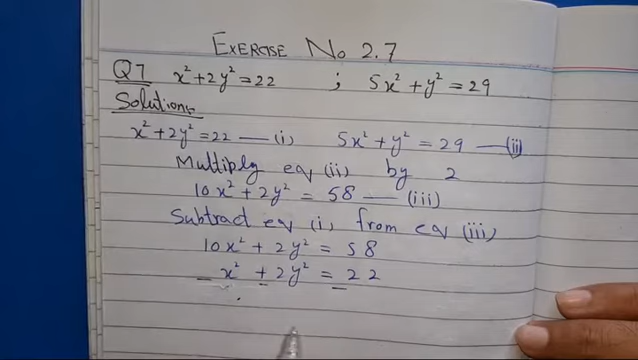 EXERCISE No 2.7
Q7 x²+2y²=22 ; 5x²+y²=29
Solution:
x²+2y²=22 —(i) 5x²+y²=29 —(ii)
Multiply eq (ii) by 2
10x²+2y² = 58 —(iii)
Subtract eq (i) from eq (iii)
10x² + 2y² = 58
x² + 2y² = 22
_ _ _